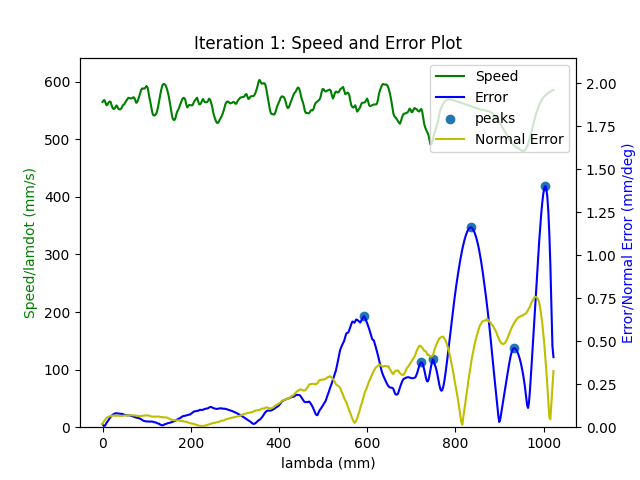 Iteration 1: Speed and Error Plot
Speed/lamdot (mm/s)
600
500
400
300
200
100
0
Speed
Error
peaks
Normal Error
2.00
1.75
1.50
1.25
1.00
0.75
0.50
0.25
0.00
Error/Normal Error (mm/deg)
0
200
400
600
800
1000
lambda (mm)